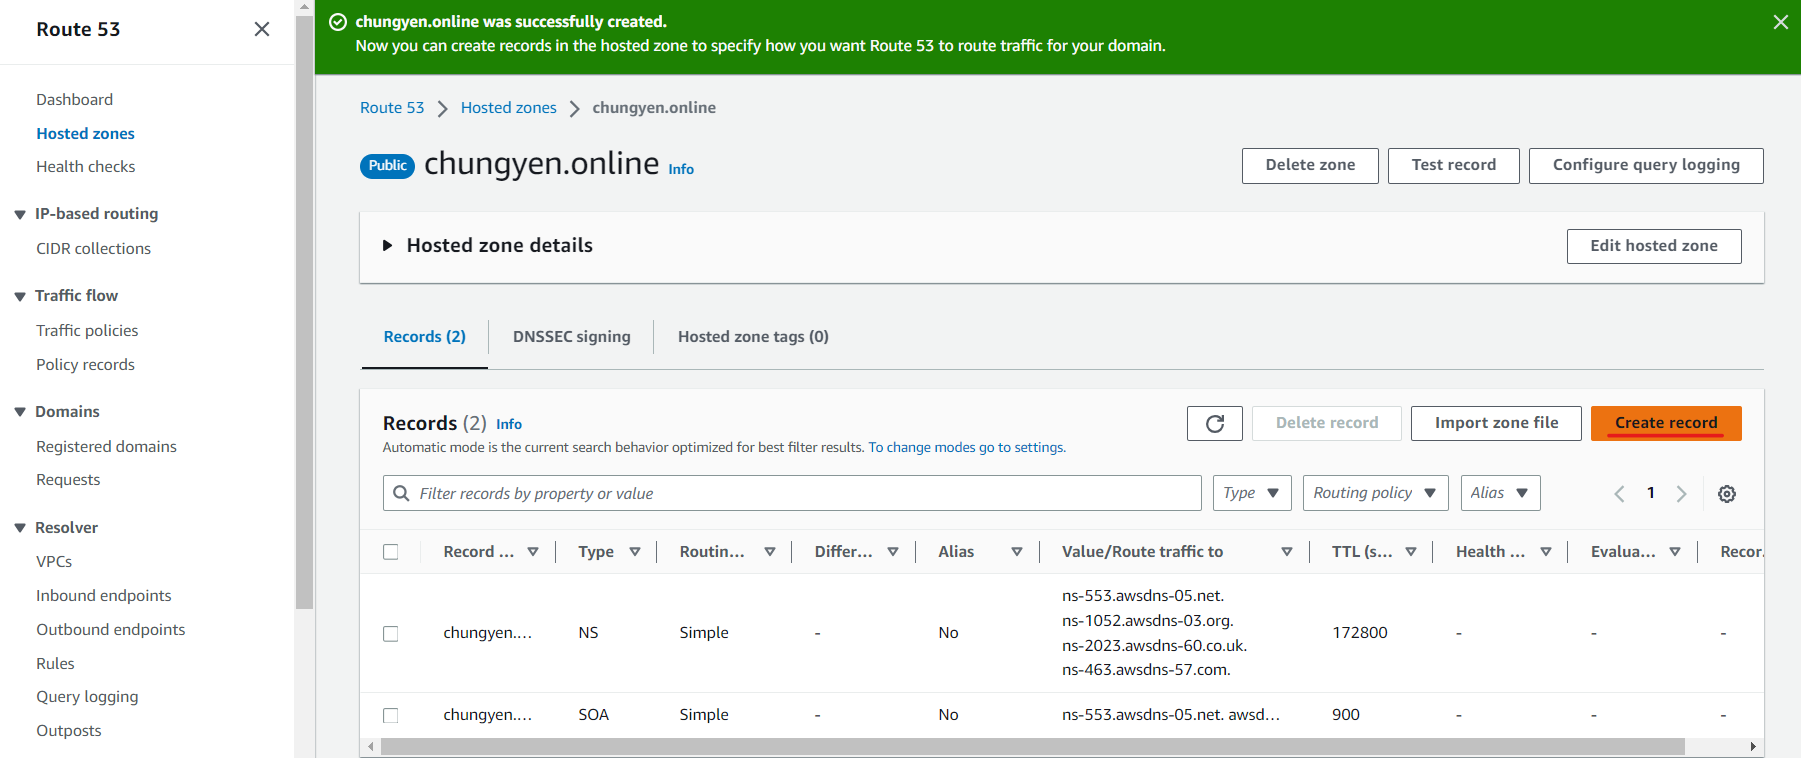 Route 53
chungyen.online was successfully created.
Now you can create records in the hosted zone to specify how you want Route 53 to route traffic for your domain.
Dashboard
Hosted zones
Health checks
IP-based routing
CIDR collections
Traffic flow
Traffic policies
Policy records
Domains
Registered domains
Requests
Resolver
VPCs
Inbound endpoints
Outbound endpoints
Rules
Query logging
Outposts
Route 53 Hosted zones chungyen.online
Public chungyen.online Info Delete zone Test record Configure query logging
Hosted zone details Edit hosted zone
Records (2) DNSSEC signing Hosted zone tags (0)
Records (2) Info Delete record Import zone file Create record
Automatic mode is the current search behavior optimized for best filter results. To change modes go to settings.
Filter records by property or value Type Routing policy Alias 1
Record ... Type Routin... Differ... Alias Value/Route traffic to TTL (s... Health ... Evalua... Recor.
chungyen.... NS Simple - No ns-553.awsdns-05.net. 172800 - - -
ns-1052.awsdns-03.org.
ns-2023.awsdns-60.co.uk.
ns-463.awsdns-57.com.
chungyen.... SOA Simple - No ns-553.awsdns-05.net. awsd... 900 - - -